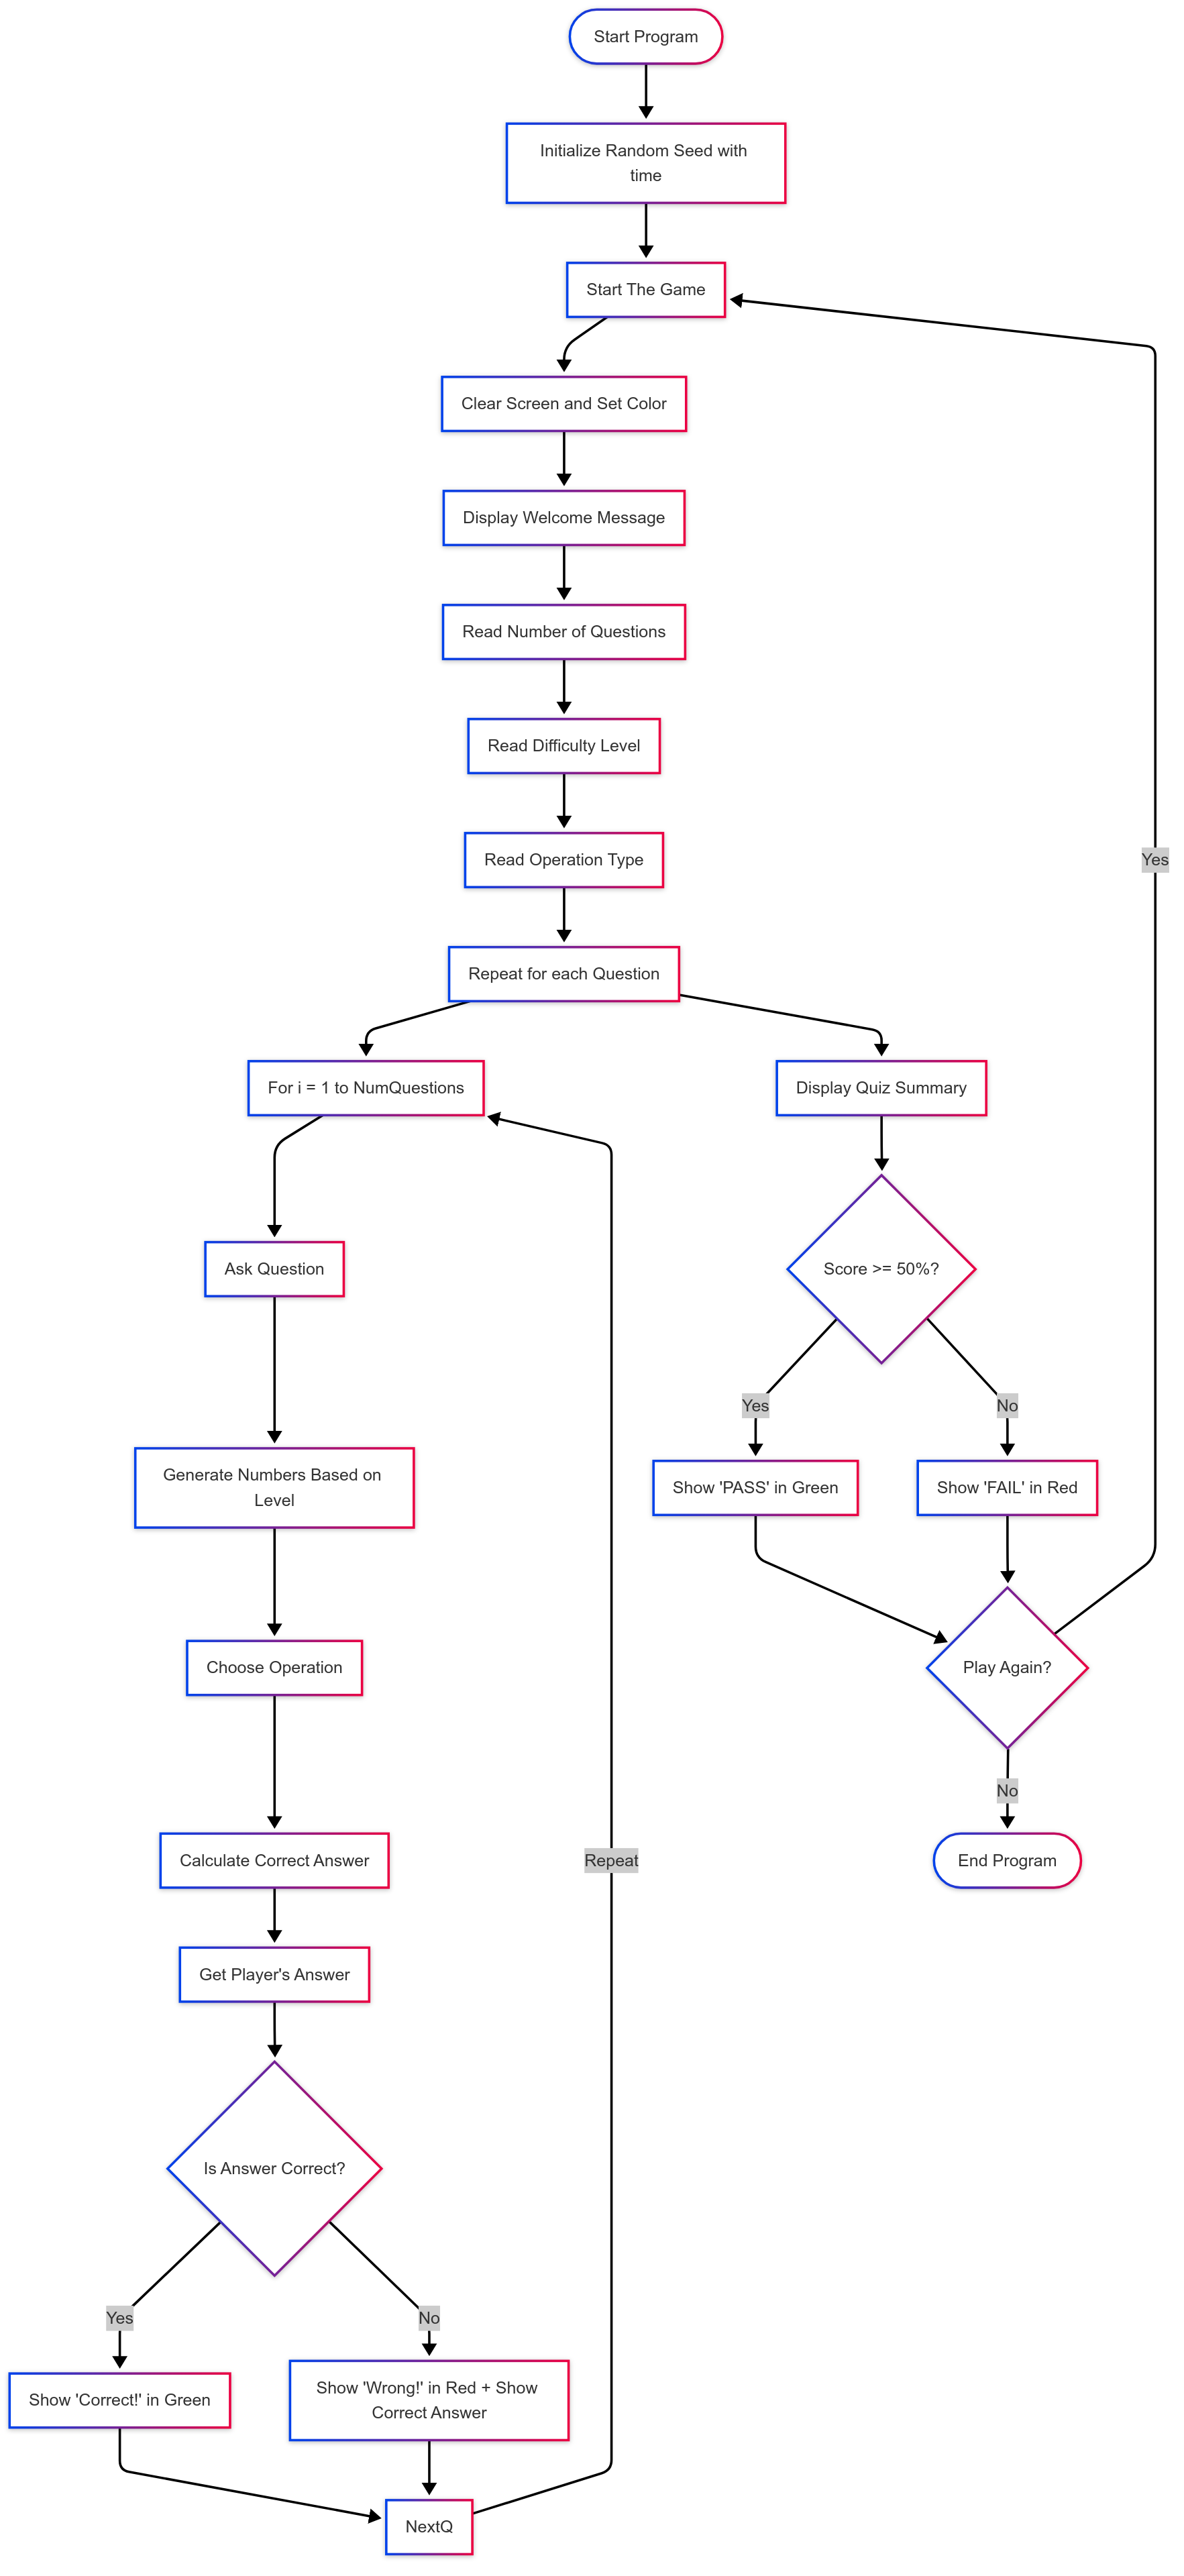 Start Program
Initialize Random Seed with
time
Start The Game
Clear Screen and Set Color
Display Welcome Message
Read Number of Questions
Read Difficulty Level
Read Operation Type
Yes
Repeat for each Question
For i = 1 to NumQuestions
Display Quiz Summary
Ask Question
Score >= 50%?
Yes
No
Generate Numbers Based on
Level
Show 'PASS' in Green
Show 'FAIL' in Red
Choose Operation
Play Again?
No
Calculate Correct Answer
Repeat
End Program
Get Player's Answer
Is Answer Correct?
Yes
No
Show 'Correct!' in Green
Show 'Wrong!' in Red + Show
Correct Answer
NextQ